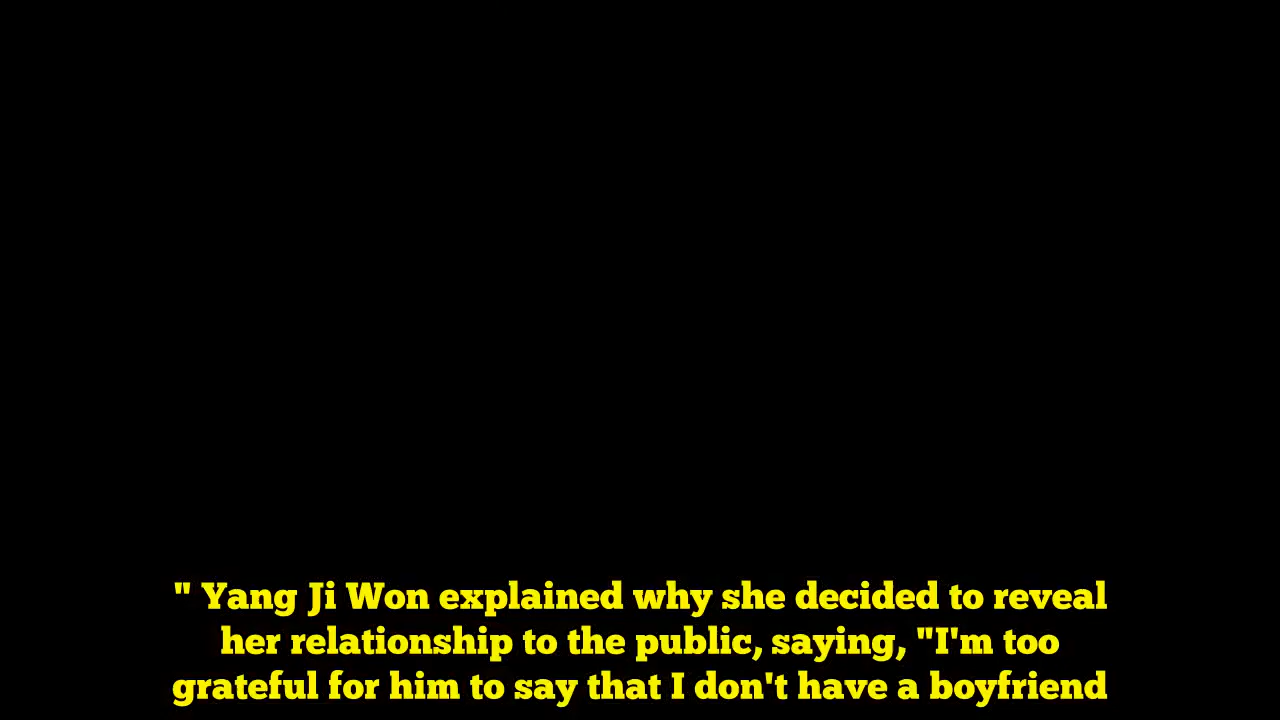 " Yang Ji Won explained why she decided to reveal
her relationship to the public, saying, "I'm too
grateful for him to say that I don't have a boyfriend